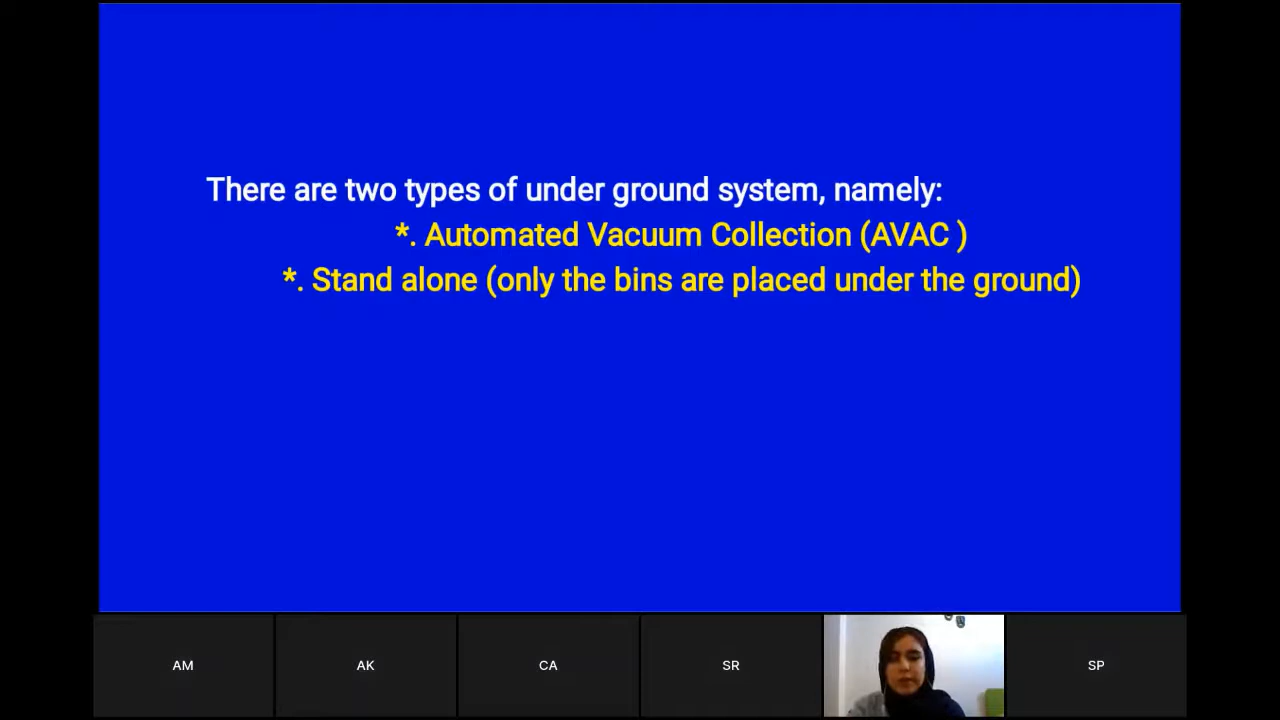 There are two types of under ground system, namely:
*. Automated Vacuum Collection (AVAC )
*. Stand alone (only the bins are placed under the ground)
AM
AK
CA
SR
SP